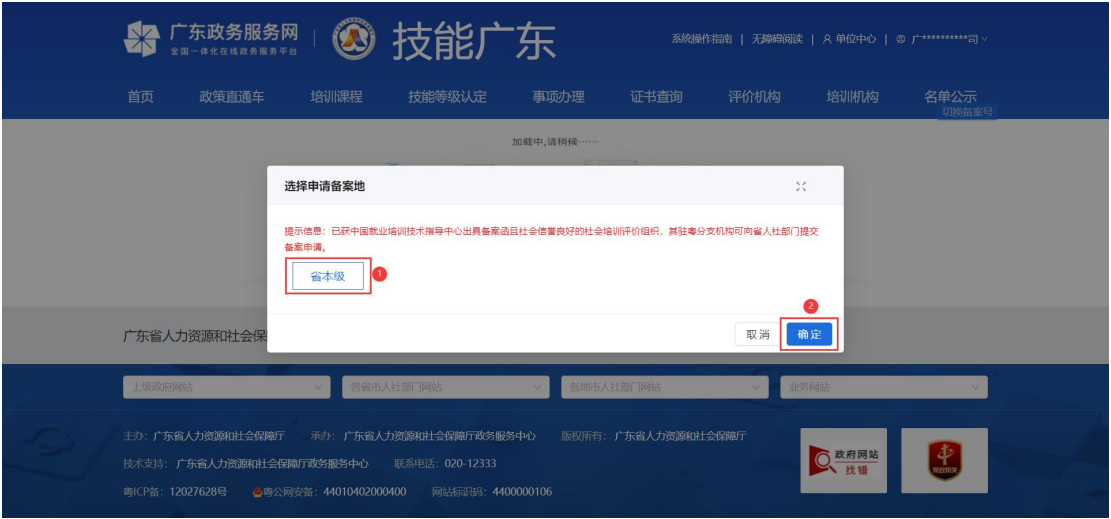 广东政务服务网
全国一体化在线政务服务平台
技能广东
系统操作指南 | 无障碍阅读 | 单位中心 | 广**********司
首页 政策直通车 培训课程 技能等级认定 事项办理 证书查询 评价机构 培训机构 名单公示
切换备案号
加载中,请稍候……
选择申请备案地
提示信息：已获中国就业培训技术指导中心出具备案函且社会信誉良好的社会培训评价组织，其驻粤分支机构可向省人社部门提交
备案申请。
省本级
1
2
取消 确定
广东省人力资源和社会保
上级政府网站 各省市人社部门网站 各地市人社部门网站 业务网站
主办：广东省人力资源和社会保障厅 承办：广东省人力资源和社会保障厅政务服务中心 版权所有：广东省人力资源和社会保障厅
技术支持：广东省人力资源和社会保障厅政务服务中心 联系电话：020-12333
粤ICP备：12027628号 粤公网安备：44010402000400 网站标识码：4400000106
政府网站
找错
党政机关